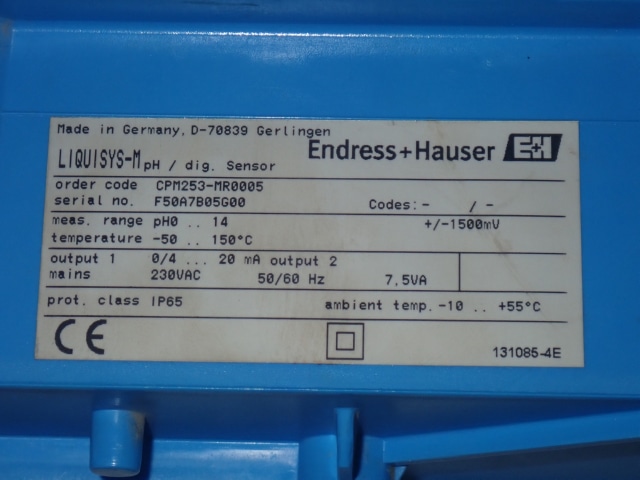 Made in Germany, D-70839 Gerlingen
LIQUISYS-M pH / dig. Sensor Endress+Hauser E+H
order code CPM253-MR0005
serial no. F50A7B05G00 Codes: - / -
meas. range pH0 .. 14 +/-1500mV
temperature -50 .. 150°C
output 1 0/4 ... 20 mA output 2
mains 230VAC 50/60 Hz 7,5VA
prot. class IP65 ambient temp. -10 .. +55°C
CE 131085-4E